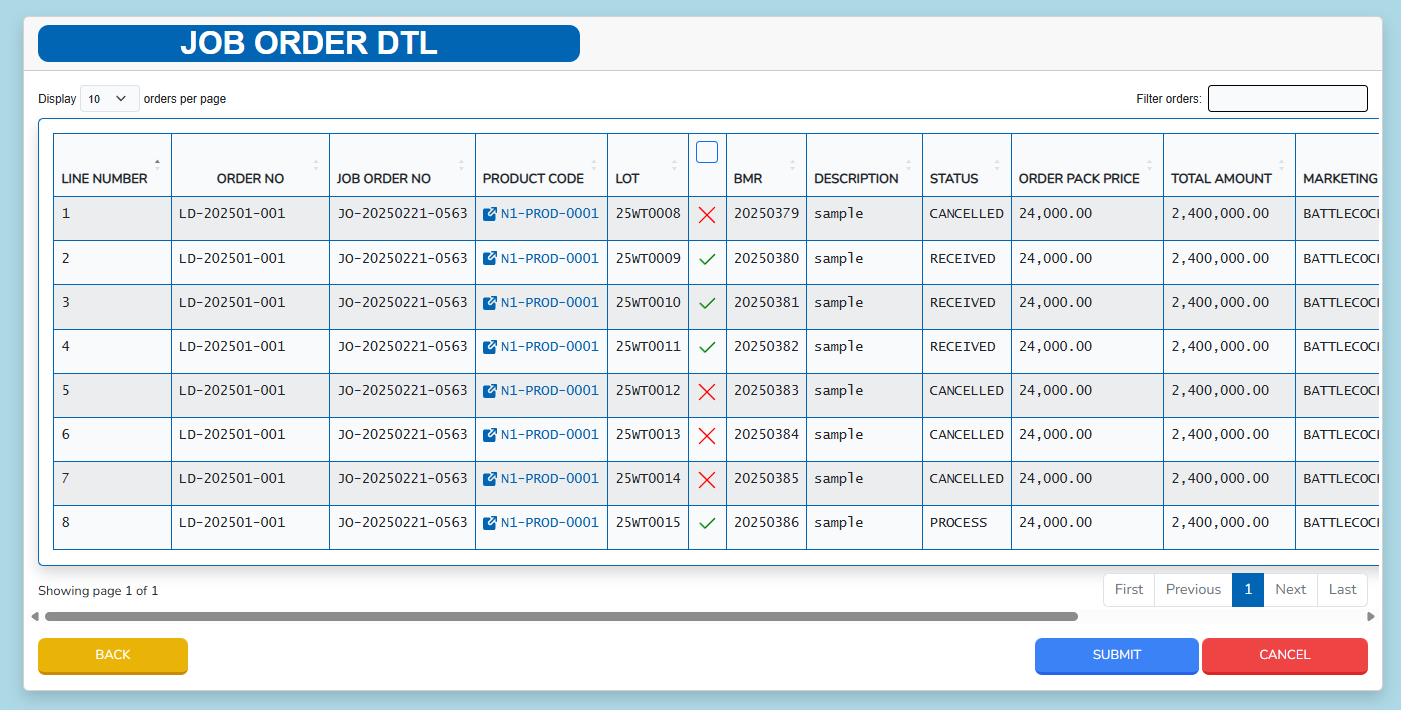 JOB ORDER DTL
Display 10 orders per page Filter orders:
LINE NUMBER ORDER NO JOB ORDER NO PRODUCT CODE LOT BMR DESCRIPTION STATUS ORDER PACK PRICE TOTAL AMOUNT MARKETING
1 LD-202501-001 JO-20250221-0563 N1-PROD-0001 25WT0008 20250379 sample CANCELLED 24,000.00 2,400,000.00 BATTLECOC
2 LD-202501-001 JO-20250221-0563 N1-PROD-0001 25WT0009 20250380 sample RECEIVED 24,000.00 2,400,000.00 BATTLECOC
3 LD-202501-001 JO-20250221-0563 N1-PROD-0001 25WT0010 20250381 sample RECEIVED 24,000.00 2,400,000.00 BATTLECOC
4 LD-202501-001 JO-20250221-0563 N1-PROD-0001 25WT0011 20250382 sample RECEIVED 24,000.00 2,400,000.00 BATTLECOC
5 LD-202501-001 JO-20250221-0563 N1-PROD-0001 25WT0012 20250383 sample CANCELLED 24,000.00 2,400,000.00 BATTLECOC
6 LD-202501-001 JO-20250221-0563 N1-PROD-0001 25WT0013 20250384 sample CANCELLED 24,000.00 2,400,000.00 BATTLECOC
7 LD-202501-001 JO-20250221-0563 N1-PROD-0001 25WT0014 20250385 sample CANCELLED 24,000.00 2,400,000.00 BATTLECOC
8 LD-202501-001 JO-20250221-0563 N1-PROD-0001 25WT0015 20250386 sample PROCESS 24,000.00 2,400,000.00 BATTLECOC
Showing page 1 of 1 First Previous 1 Next Last
BACK SUBMIT CANCEL